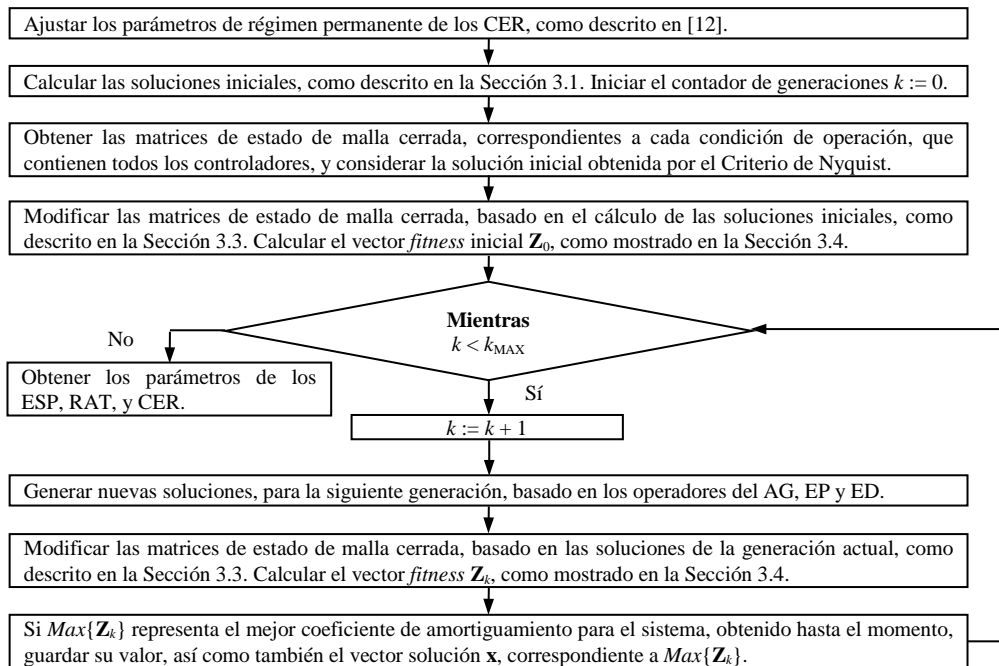 Ajustar los parámetros de régimen permanente de los CER, como descrito en [12].
Calcular las soluciones iniciales, como descrito en la Sección 3.1. Iniciar el contador de generaciones k := 0.
Obtener las matrices de estado de malla cerrada, correspondientes a cada condición de operación, que
contienen todos los controladores, y considerar la solución inicial obtenida por el Criterio de Nyquist.
Modificar las matrices de estado de malla cerrada, basado en el cálculo de las soluciones iniciales, como
descrito en la Sección 3.3. Calcular el vector fitness inicial Z0, como mostrado en la Sección 3.4.
Mientras
k < kMAX
No
Obtener los parámetros de los
ESP, RAT, y CER.
Sí
k := k + 1
Generar nuevas soluciones, para la siguiente generación, basado en los operadores del AG, EP y ED.
Modificar las matrices de estado de malla cerrada, basado en las soluciones de la generación actual, como
descrito en la Sección 3.3. Calcular el vector fitness Zk, como mostrado en la Sección 3.4.
Si Max{Zk} representa el mejor coeficiente de amortiguamiento para el sistema, obtenido hasta el momento,
guardar su valor, así como también el vector solución x, correspondiente a Max{Zk}.